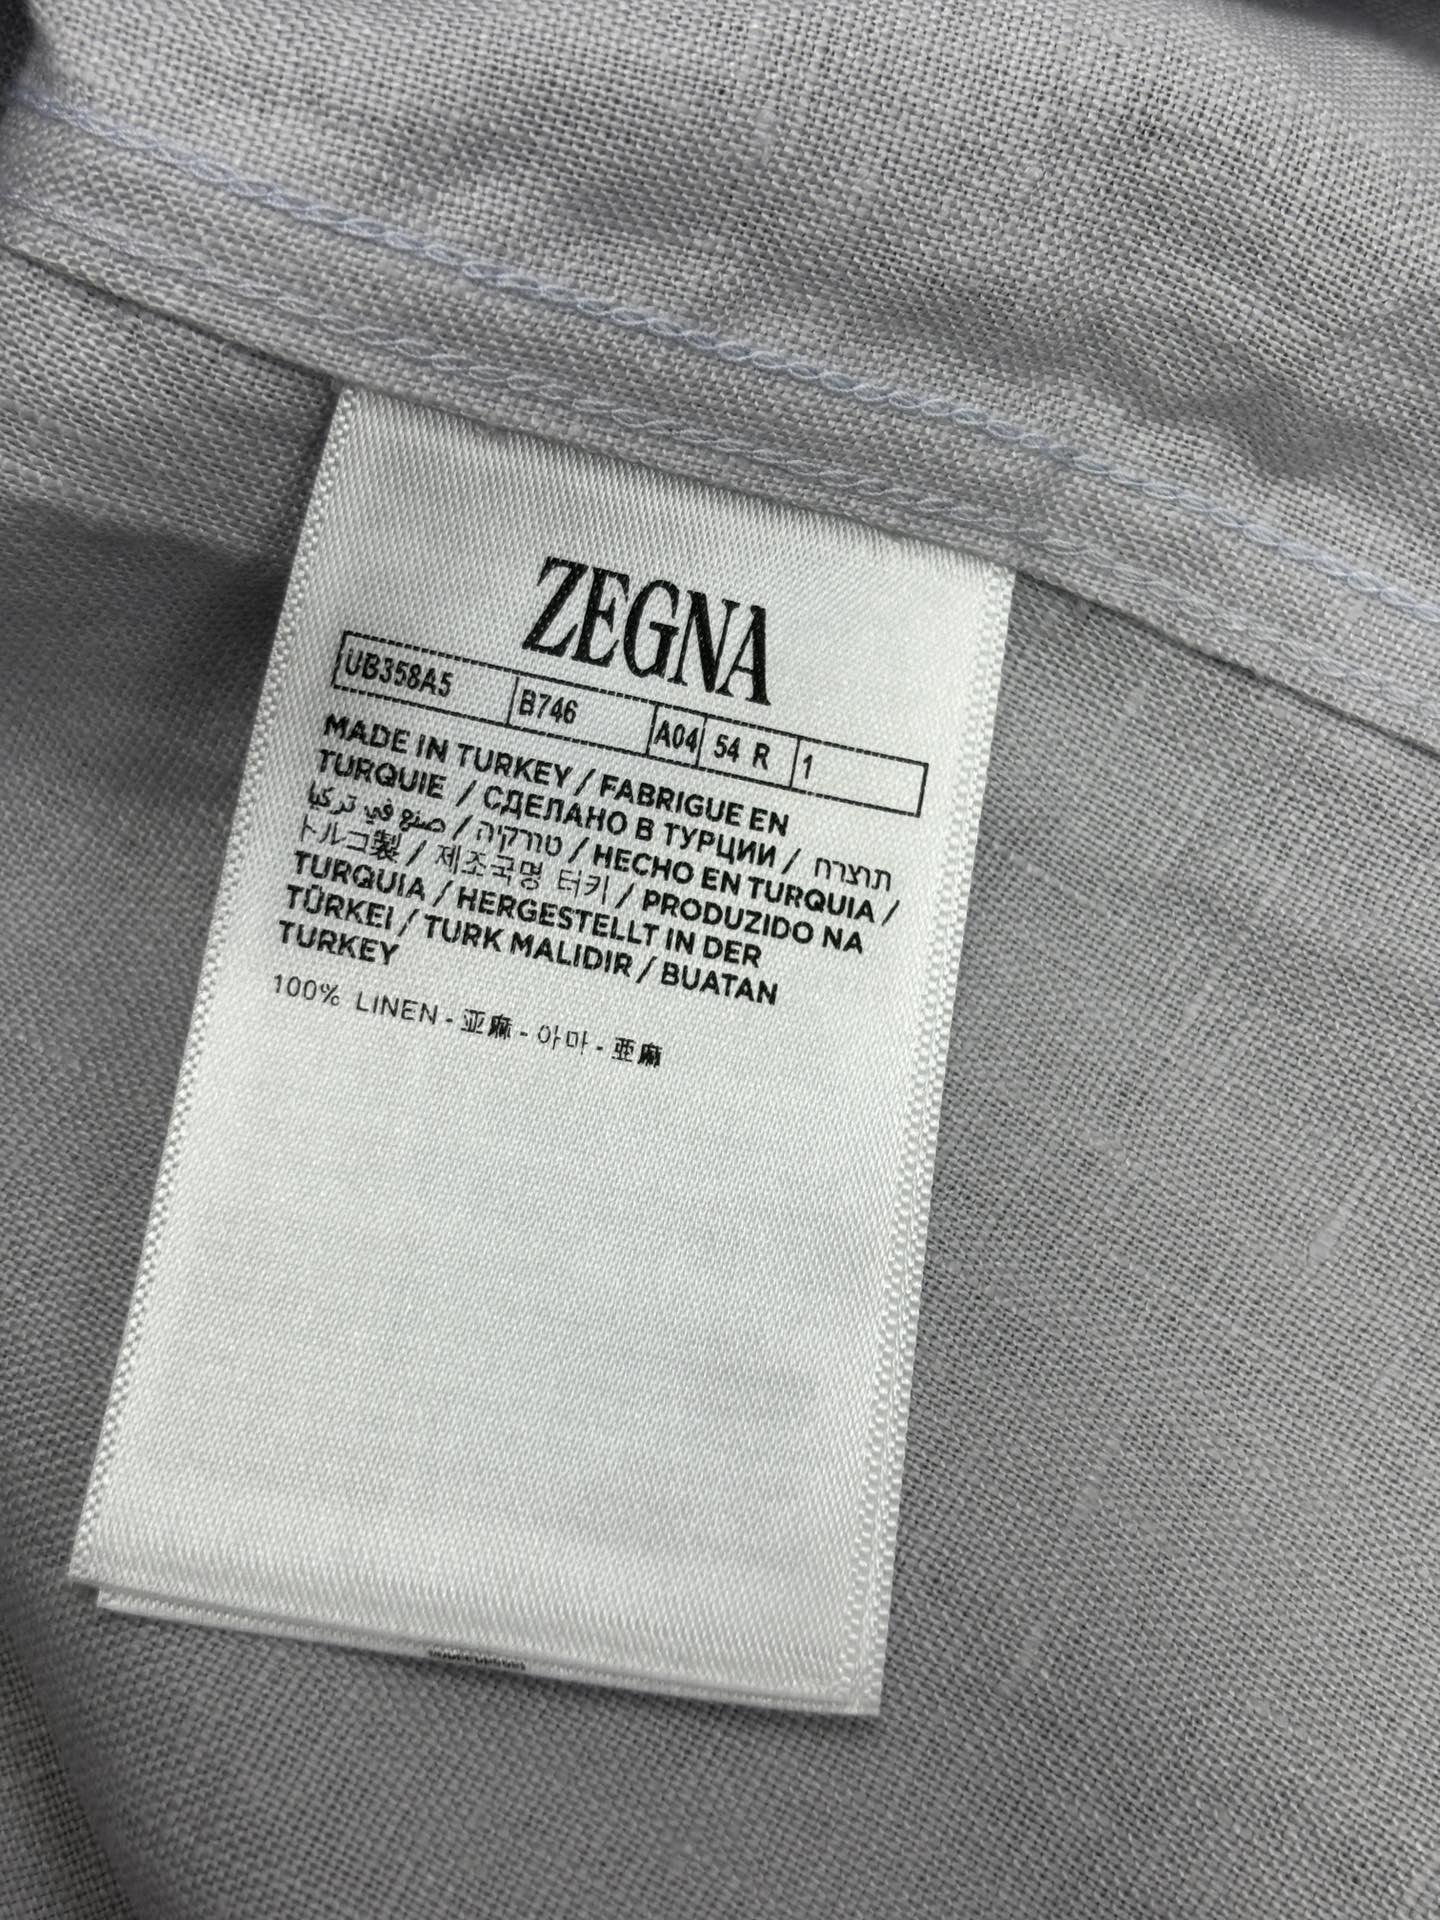 ZEGNA
UB358A5 B746 A04 54 R 1
MADE IN TURKEY / FABRIGUE EN
TURQUIE / СДЕЛАНО В ТУРЦИИ / תוצרח
טורקיה / صنع في تركيا / HECHO EN TURQUIA /
トルコ製 / 제조국명 터키 / PRODUZIDO NA
TURQUIA / HERGESTELLT IN DER
TÜRKEI / TURK MALIDIR / BUATAN
TURKEY
100% LINEN - 亚麻 - 아마 - 亜麻